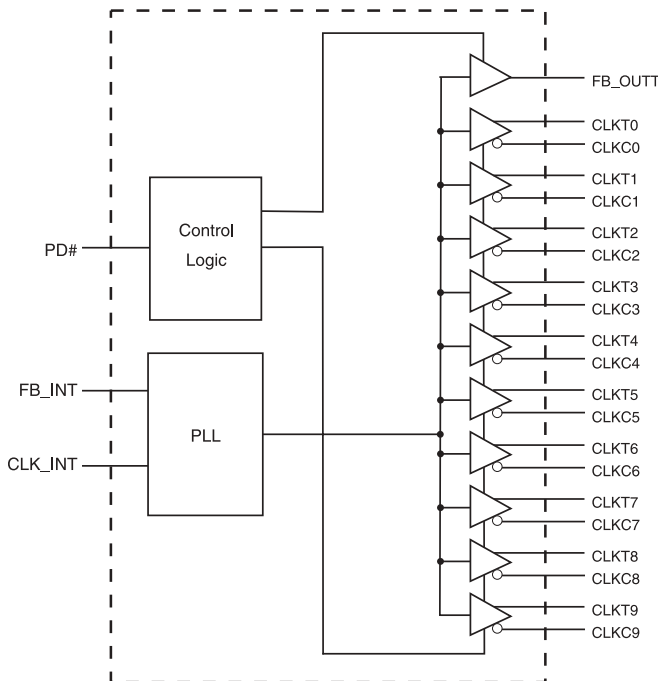 FB_OUTT
CLKT0
CLKC0
CLKT1
CLKC1
Control
Logic
PD#
CLKT2
CLKC2
CLKT3
CLKC3
CLKT4
CLKC4
FB_INT
CLKT5
CLKC5
PLL
CLK_INT
CLKT6
CLKC6
CLKT7
CLKC7
CLKT8
CLKC8
CLKT9
CLKC9